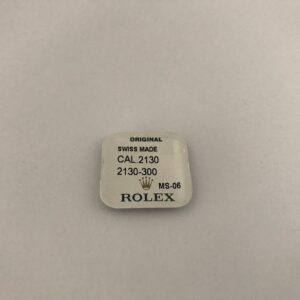 ORIGINAL
SWISS MADE
CAL.2130
2130-300
MS-06
ROLEX